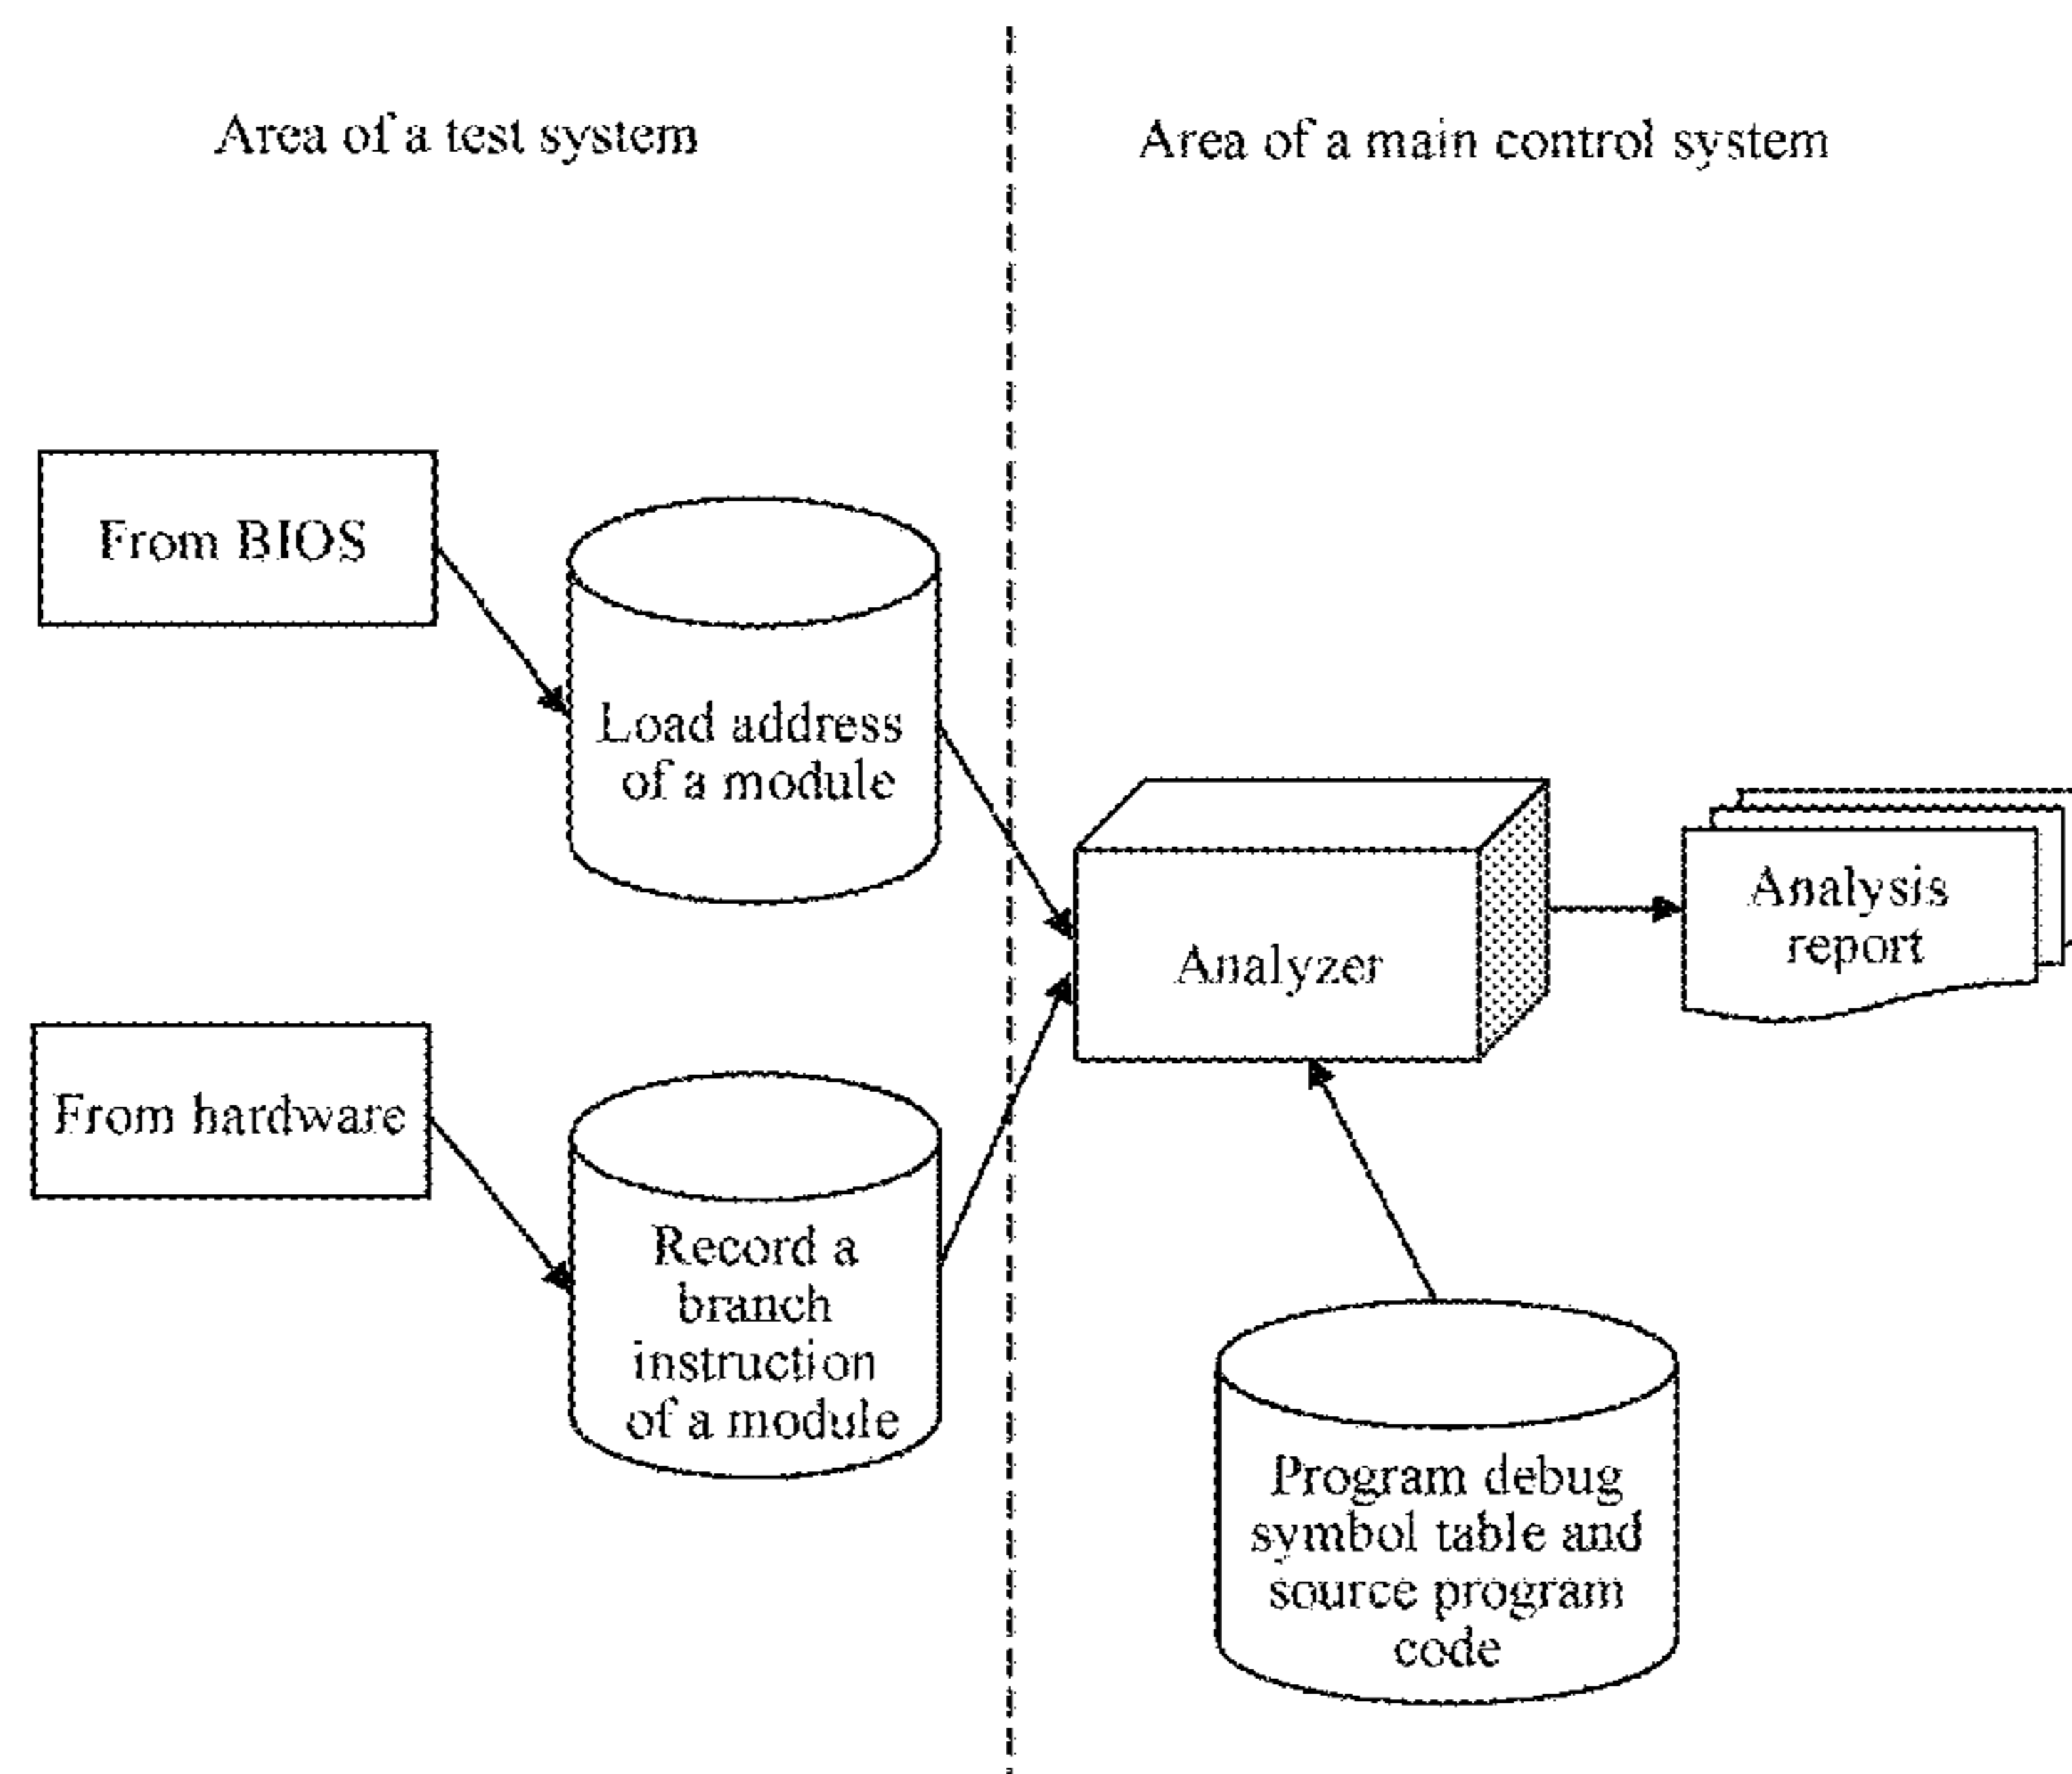 Area of a test system
Area of a main control system
From BIOS
Load address
of a module
Analyzer
Analysis
report
From hardware
Record a
branch
instruction
of a module
Program debug
symbol table and
source program
code